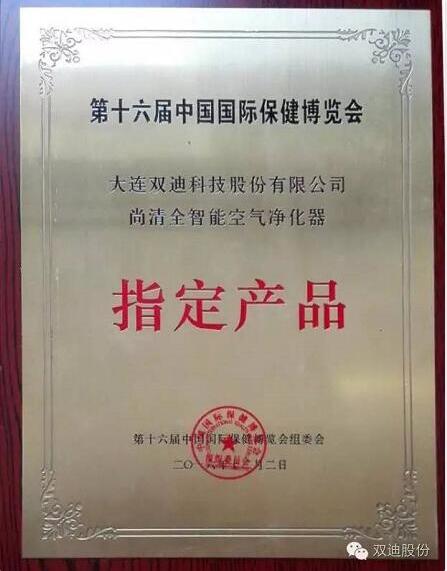 第十六届中国国际保健博览会
大连双迪科技股份有限公司
尚清全智能空气净化器
指定产品
第十六届中国国际保健博览会组委会
月二日
双迪股份